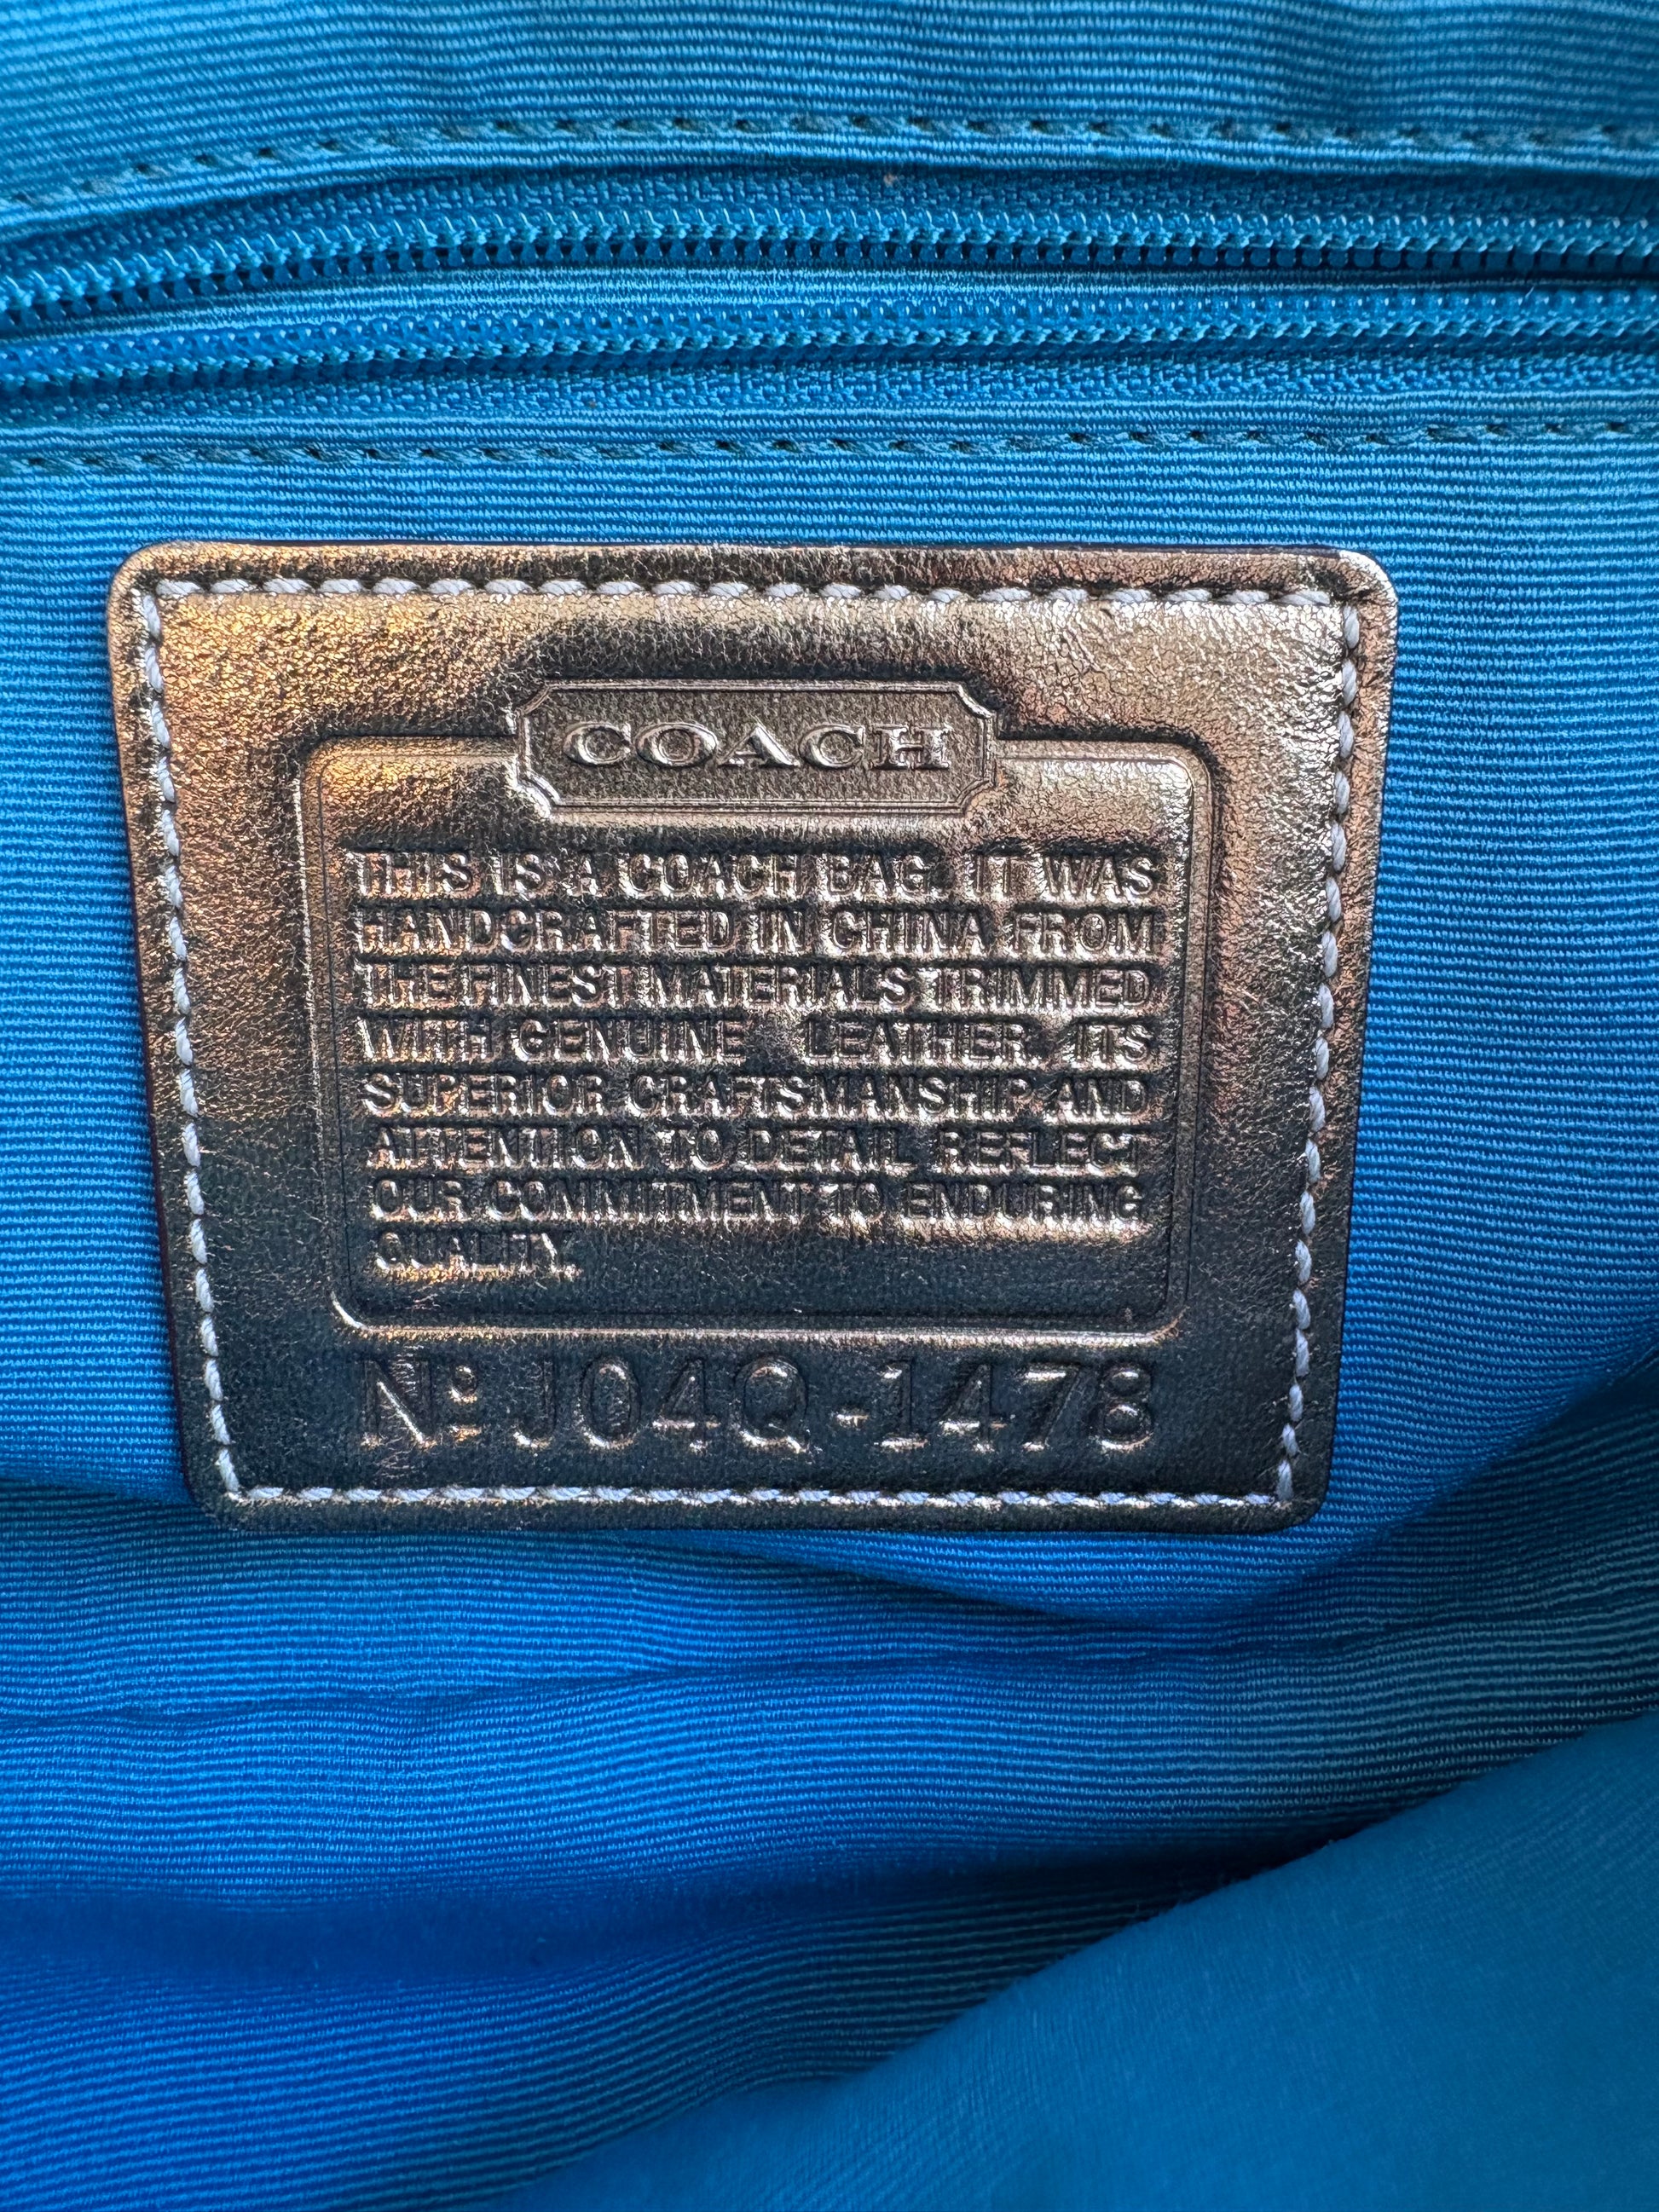 COACH
THIS IS A COACH BAG. IT WAS
HANDCRAFTED IN CHINA FROM
THE FINEST MATERIALS TRIMMED
WITH GENUINE LEATHER. ITS
SUPERIOR CRAFTSMANSHIP AND
ATTENTION TO DETAIL REFLECT
OUR COMMITMENT TO ENDURING
QUALITY.
Nº J04Q-1478